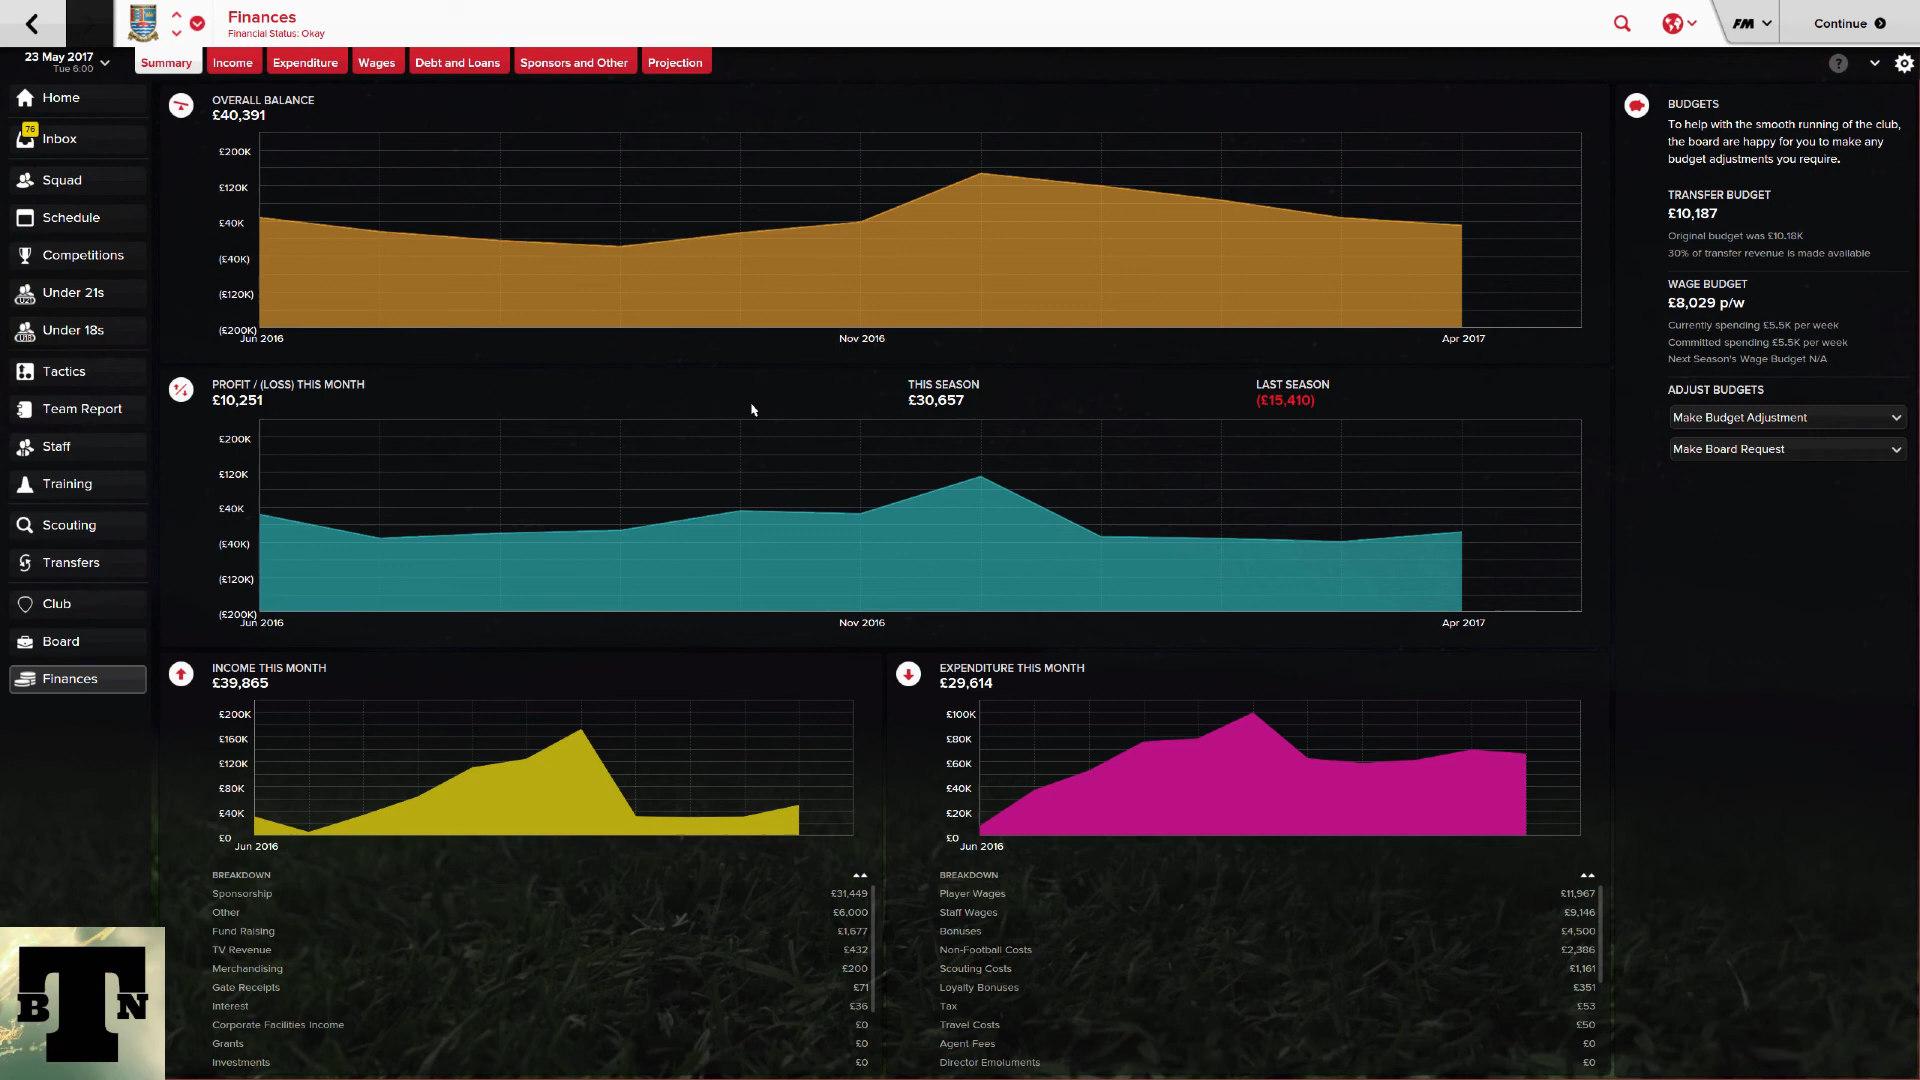 Finances
Financial Status: Okay
FM
Continue
23 May 2017
Tue 6:00
Summary
Income
Expenditure
Wages
Debt and Loans
Sponsors and Other
Projection
?
Home
76
Inbox
Squad
Schedule
Competitions
U21
Under 21s
U18
Under 18s
Tactics
Team Report
Staff
Training
Scouting
Transfers
Club
Board
Finances
OVERALL BALANCE
£40,391
£200K
£120K
£40K
(£40K)
(£120K)
(£200K)
Jun 2016
Nov 2016
Apr 2017
PROFIT / (LOSS) THIS MONTH
£10,251
THIS SEASON
£30,657
LAST SEASON
(£15,410)
£200K
£120K
£40K
(£40K)
(£120K)
(£200K)
Jun 2016
Nov 2016
Apr 2017
INCOME THIS MONTH
£39,865
£200K
£160K
£120K
£80K
£40K
£0
Jun 2016
BREAKDOWN
Sponsorship £31,449
Other £6,000
Fund Raising £1,677
TV Revenue £432
Merchandising £200
Gate Receipts £71
Interest £36
Corporate Facilities Income £0
Grants £0
Investments £0
EXPENDITURE THIS MONTH
£29,614
£100K
£80K
£60K
£40K
£20K
£0
Jun 2016
BREAKDOWN
Player Wages £11,967
Staff Wages £9,146
Bonuses £4,500
Non-Football Costs £2,386
Scouting Costs £1,161
Loyalty Bonuses £351
Tax £53
Travel Costs £50
Agent Fees £0
Director Emoluments £0
BUDGETS
To help with the smooth running of the club,
the board are happy for you to make any
budget adjustments you require.
TRANSFER BUDGET
£10,187
Original budget was £10.18K
30% of transfer revenue is made available
WAGE BUDGET
£8,029 p/w
Currently spending £5.5K per week
Committed spending £5.5K per week
Next Season's Wage Budget N/A
ADJUST BUDGETS
Make Budget Adjustment
Make Board Request
BTN